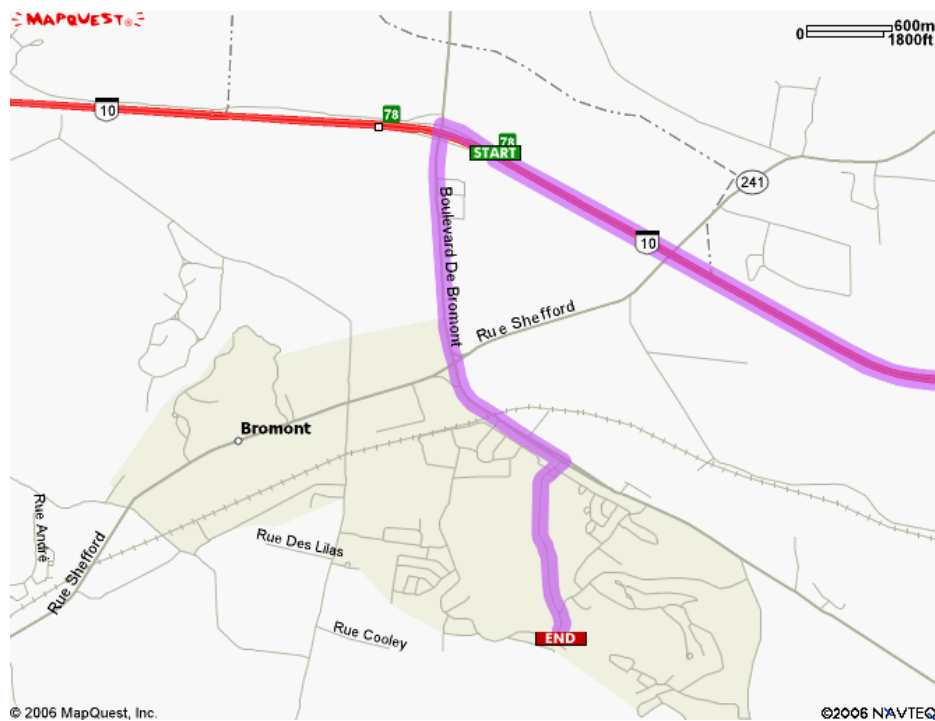 MAPQUEST
600m
0
1800ft
10
78
78
START
241
10
Boulevard De Bromont
Rue Shefford
Bromont
Rue André
Rue Des Lilas
Rue Shefford
Rue Cooley
END
© 2006 MapQuest, Inc.
©2006 NAVTEQ